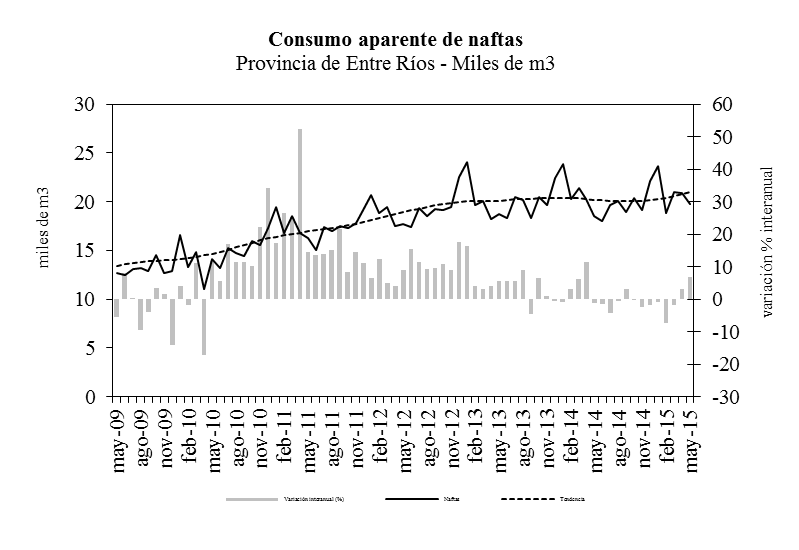 Consumo aparente de naftas
Provincia de Entre Ríos - Miles de m3
30
25
20
15
10
5
0
miles de m3
60
50
40
30
20
10
0
-10
-20
-30
variación % interanual
may-09
ago-09
nov-09
feb-10
may-10
ago-10
nov-10
feb-11
may-11
ago-11
nov-11
feb-12
may-12
ago-12
nov-12
feb-13
may-13
ago-13
nov-13
feb-14
may-14
ago-14
nov-14
feb-15
may-15
Variación interanual (%) Naftas Tendencia